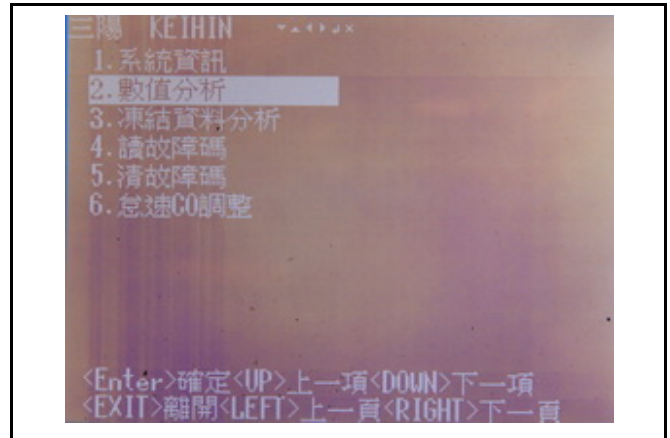 三陽 KEIHIN ▼▲◀▶↲×
1.系統資訊
2.數值分析
3.凍結資料分析
4.讀故障碼
5.清故障碼
6.怠速CO調整
<Enter>確定<UP>上一項<DOWN>下一項
<EXIT>離開<LEFT>上一頁<RIGHT>下一頁